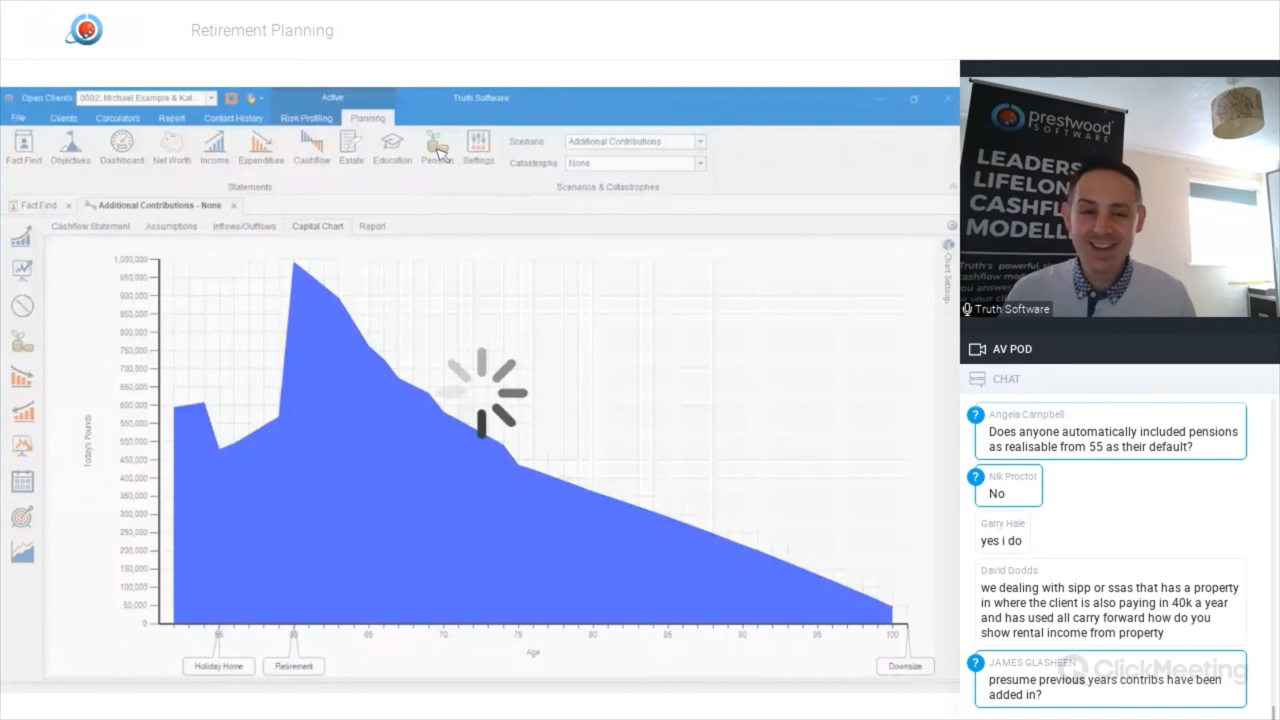 Retirement Planning
Open Clients: 0002: Michael Example & Kat...
Active
Truth Software
File Clients Calculators Report Contact History Risk Profiling Planning
Fact Find Objectives Dashboard Net Worth Income Expenditure Cashflow Estate Education Pension Settings
Scenario: Additional Contributions
Catastrophe None
Statements
Scenarios & Catastrophes
Fact Find Additional Contributions - None
Cashflow Statement Assumptions Inflows/Outflows Capital Chart Report
Chart Settings
1,000,000
950,000
900,000
850,000
800,000
750,000
700,000
650,000
600,000
550,000
500,000
450,000
400,000
350,000
300,000
250,000
200,000
150,000
100,000
50,000
0
Today's Pounds
65 70 75 80 90 95 100
Age
Holiday Home
Retirement
Downsize
prestwood
SOFTWARE
LEADERS
LIFELON
CASHFL
MODELL
Truth's powerful, si
cashflow mod
you answe
or your cli
Truth Software
AV POD
CHAT
Angela Campbell
Does anyone automatically included pensions
as realisable from 55 as their default?
Nik Proctor
No
Garry Hale
yes i do
David Dodds
we dealing with sipp or ssas that has a property
in where the client is also paying in 40k a year
and has used all carry forward how do you
show rental income from property
JAMES GLASHEEN
presume previous years contribs have been
added in?
ClickMeeting